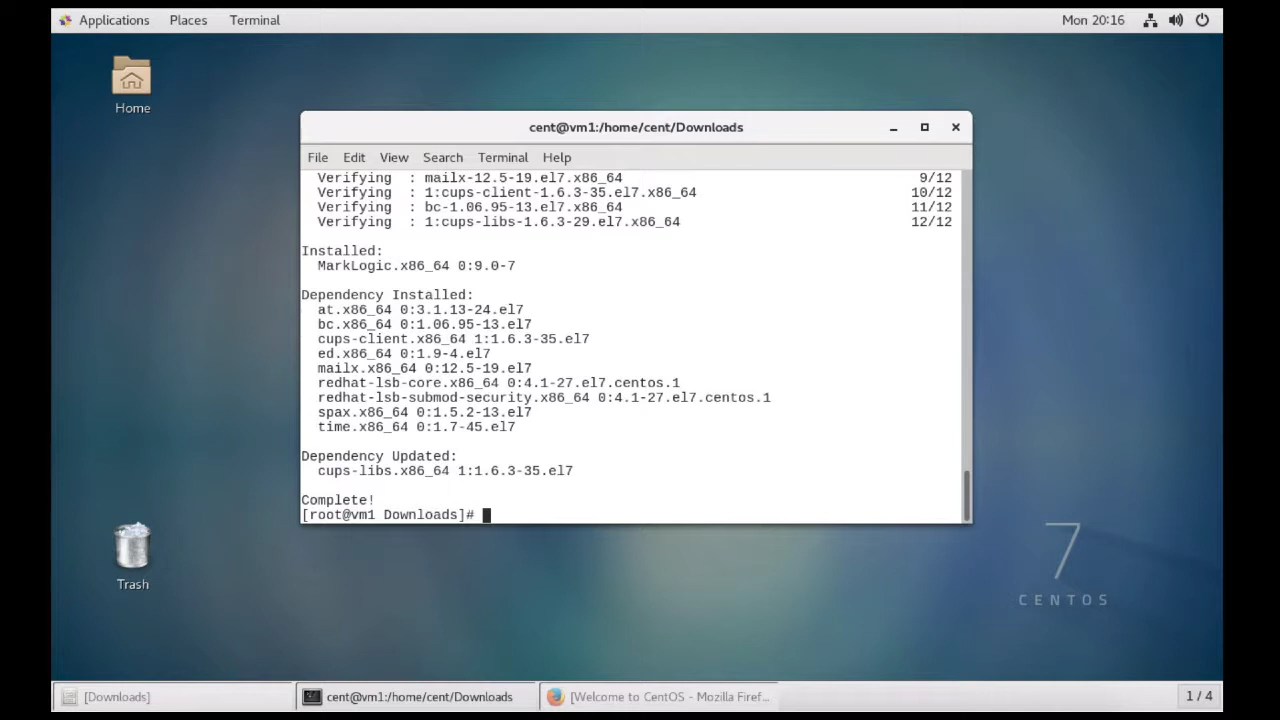 Applications Places Terminal Mon 20:16
Home
cent@vm1:/home/cent/Downloads
File Edit View Search Terminal Help
Verifying : mailx-12.5-19.el7.x86_64 9/12
Verifying : 1:cups-client-1.6.3-35.el7.x86_64 10/12
Verifying : bc-1.06.95-13.el7.x86_64 11/12
Verifying : 1:cups-libs-1.6.3-29.el7.x86_64 12/12
Installed:
MarkLogic.x86_64 0:9.0-7
Dependency Installed:
at.x86_64 0:3.1.13-24.el7
bc.x86_64 0:1.06.95-13.el7
cups-client.x86_64 1:1.6.3-35.el7
ed.x86_64 0:1.9-4.el7
mailx.x86_64 0:12.5-19.el7
redhat-lsb-core.x86_64 0:4.1-27.el7.centos.1
redhat-lsb-submod-security.x86_64 0:4.1-27.el7.centos.1
spax.x86_64 0:1.5.2-13.el7
time.x86_64 0:1.7-45.el7
Dependency Updated:
cups-libs.x86_64 1:1.6.3-35.el7
Complete!
[root@vm1 Downloads]#
Trash
7
CENTOS
[Downloads] cent@vm1:/home/cent/Downloads [Welcome to CentOS - Mozilla Firef... 1 / 4